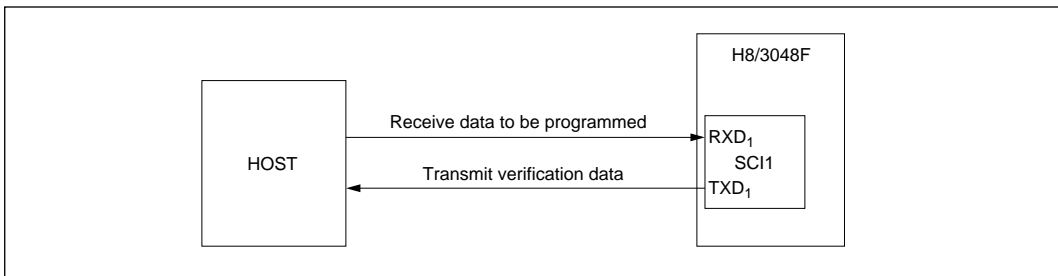 H8/3048F
HOST
Receive data to be programmed
Transmit verification data
RXD₁
SCI1
TXD₁